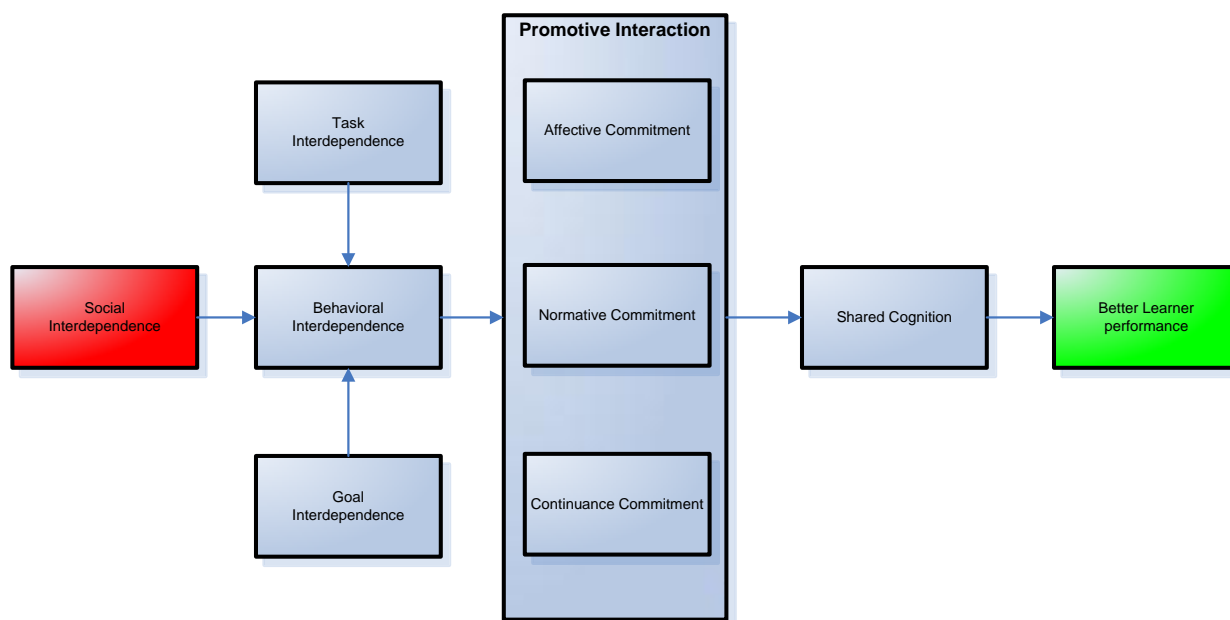 Promotive Interaction
Task
Interdependence
Affective Commitment
Social
Interdependence
Behavioral
Interdependence
Normative Commitment
Shared Cognition
Better Learner
performance
Goal
Interdependence
Continuance Commitment